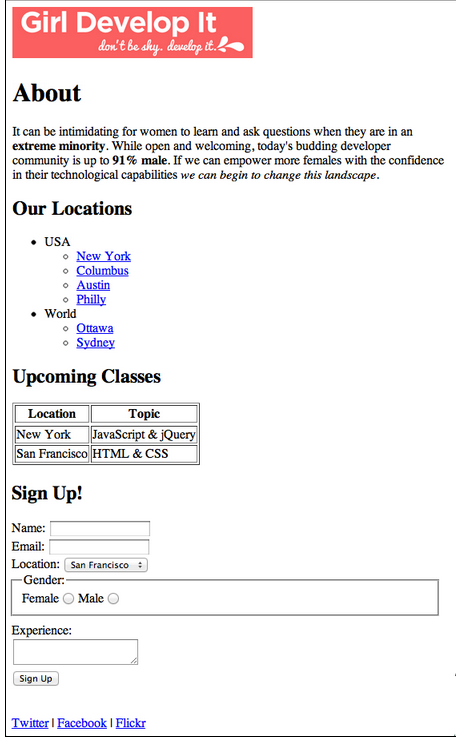 Girl Develop It
don't be shy. develop it.
About
It can be intimidating for women to learn and ask questions when they are in an
extreme minority. While open and welcoming, today's budding developer
community is up to 91% male. If we can empower more females with the confidence
in their technological capabilities we can begin to change this landscape.
Our Locations
USA
New York
Columbus
Austin
Philly
World
Ottawa
Sydney
Upcoming Classes
Location Topic
New York JavaScript & jQuery
San Francisco HTML & CSS
Sign Up!
Name:
Email:
Location: San Francisco
Gender:
Female Male
Experience:
Sign Up
Twitter | Facebook | Flickr